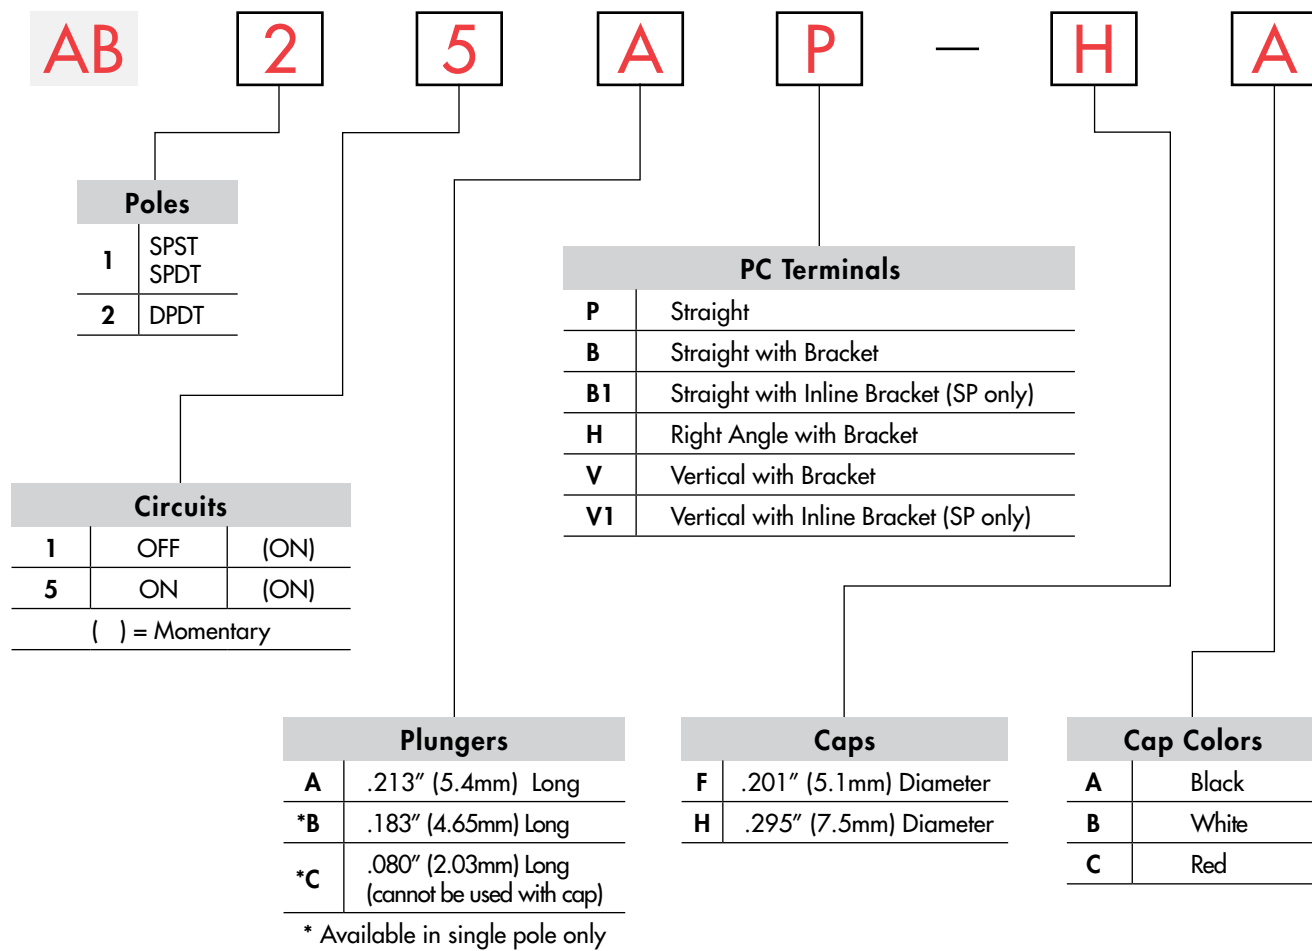 AB 2 5 A P — H A
Poles
1 SPST
SPDT
2 DPDT
PC Terminals
P Straight
B Straight with Bracket
B1 Straight with Inline Bracket (SP only)
H Right Angle with Bracket
V Vertical with Bracket
V1 Vertical with Inline Bracket (SP only)
Circuits
1 OFF (ON)
5 ON (ON)
( ) = Momentary
Plungers
A .213" (5.4mm) Long
*B .183" (4.65mm) Long
*C .080" (2.03mm) Long
(cannot be used with cap)
* Available in single pole only
Caps
F .201" (5.1mm) Diameter
H .295" (7.5mm) Diameter
Cap Colors
A Black
B White
C Red